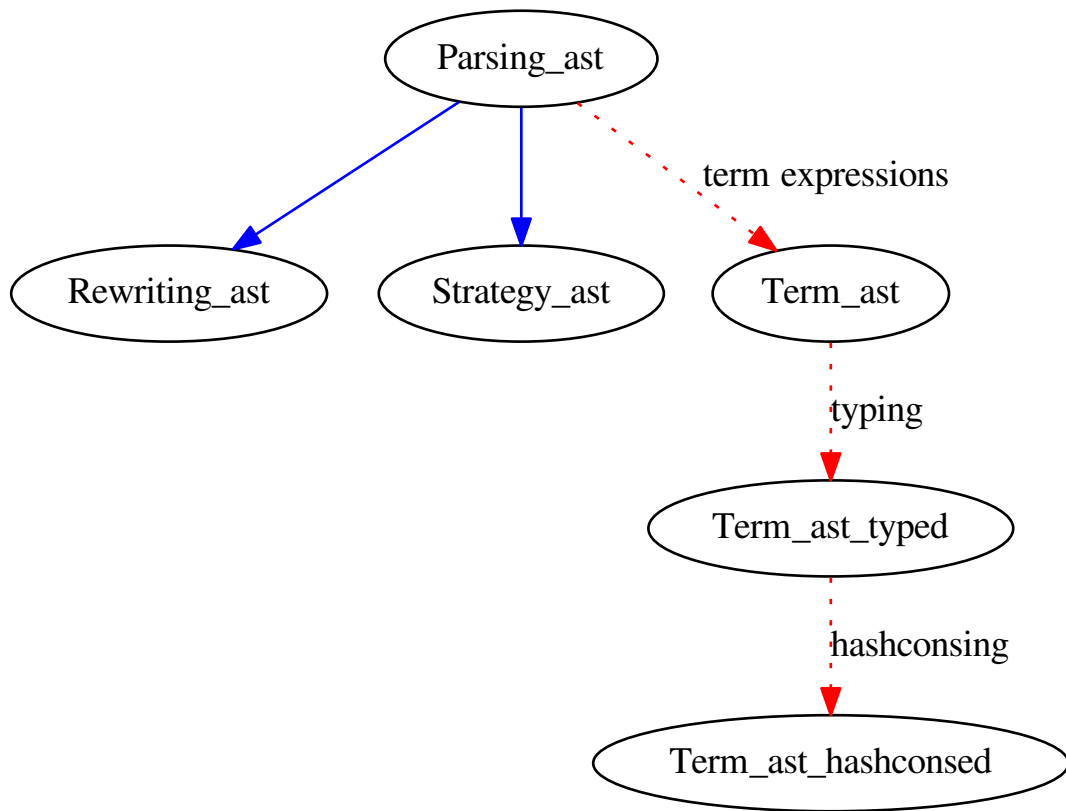 Parsing_ast
term expressions
Rewriting_ast
Strategy_ast
Term_ast
typing
Term_ast_typed
hashconsing
Term_ast_hashconsed